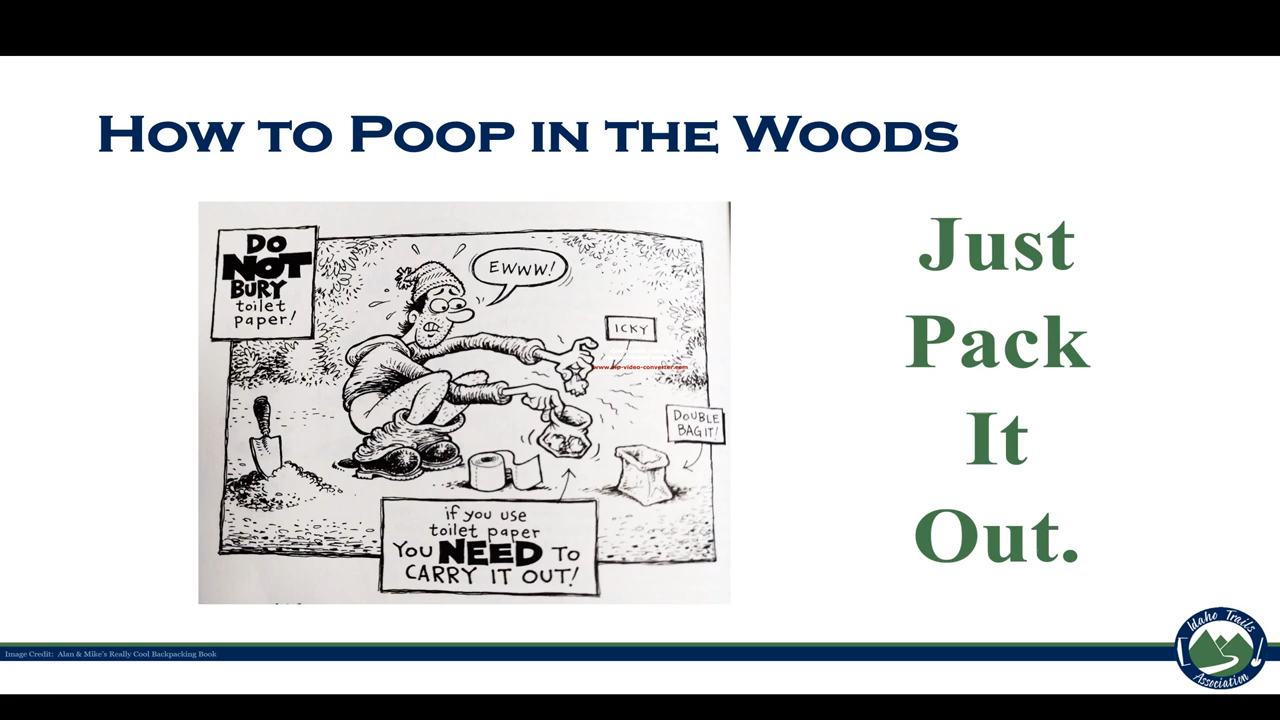 How to Poop in the Woods
DO
NOT
BURY
toilet
paper!
EWWW!
ICKY
DOUBLE
BAG IT!
if you use
toilet paper
YOU NEED TO
CARRY IT OUT!
Just
Pack
It
Out.
Image Credit: Alan & Mike's Really Cool Backpacking Book
Idaho Trails
Association